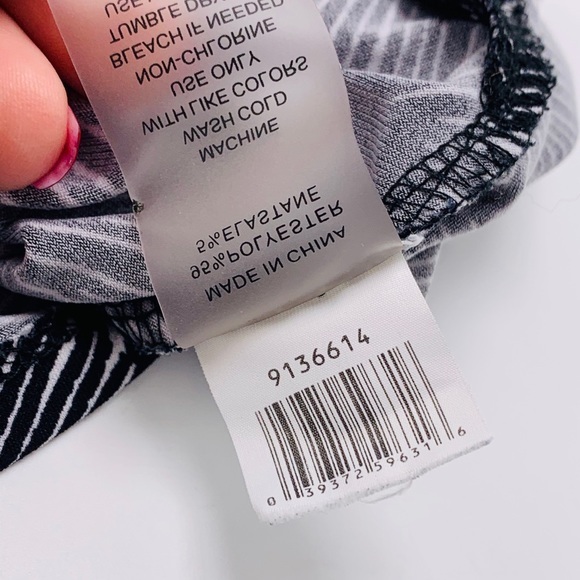 MADE IN CHINA
95% POLYESTER
5% ELASTANE
MACHINE
WASH COLD
WITH LIKE COLORS
USE ONLY
NON-CHLORINE
BLEACH IF NEEDED
TUMBLE DRY
9136614
0 39372 59631 6